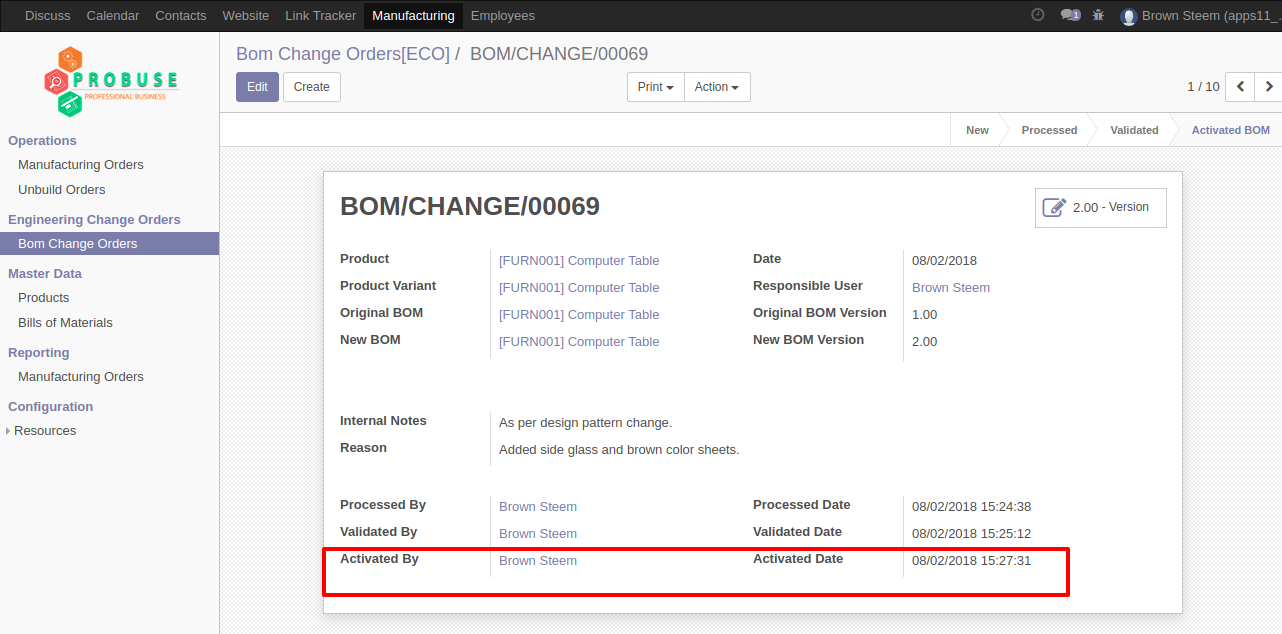 Discuss Calendar Contacts Website Link Tracker Manufacturing Employees 1 Brown Steem (apps11_
PROBUSE
PROFESSIONAL BUSINESS
Bom Change Orders[ECO] / BOM/CHANGE/00069
Edit Create Print Action 1 / 10
New Processed Validated Activated BOM
Operations
Manufacturing Orders
Unbuild Orders
Engineering Change Orders
Bom Change Orders
Master Data
Products
Bills of Materials
Reporting
Manufacturing Orders
Configuration
Resources
BOM/CHANGE/00069
2.00 - Version
Product [FURN001] Computer Table Date 08/02/2018
Product Variant [FURN001] Computer Table Responsible User Brown Steem
Original BOM [FURN001] Computer Table Original BOM Version 1.00
New BOM [FURN001] Computer Table New BOM Version 2.00
Internal Notes As per design pattern change.
Reason Added side glass and brown color sheets.
Processed By Brown Steem Processed Date 08/02/2018 15:24:38
Validated By Brown Steem Validated Date 08/02/2018 15:25:12
Activated By Brown Steem Activated Date 08/02/2018 15:27:31